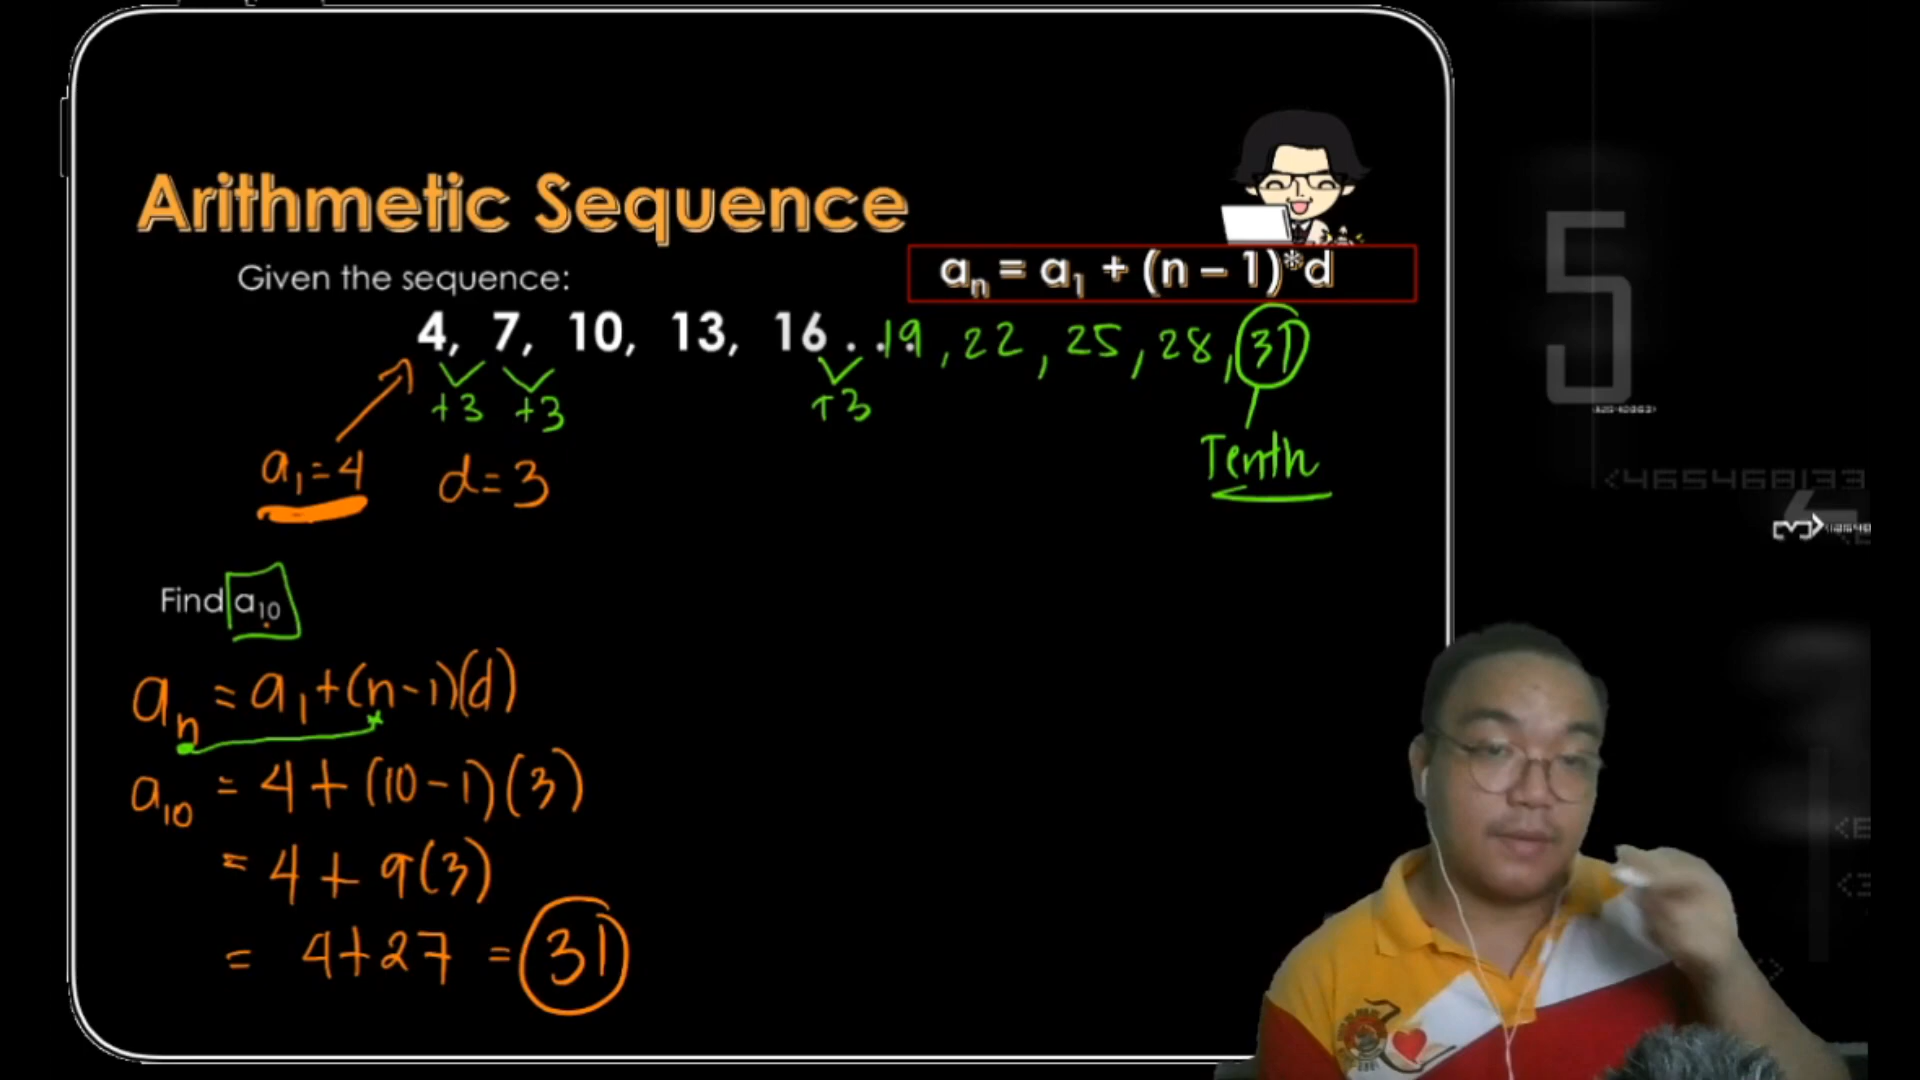 Arithmetic Sequence
aₙ = a₁ + (n – 1)*d
Given the sequence:
4, 7, 10, 13, 16 . . . 19, 22, 25, 28, 31
+3 +3 +3
Tenth
a₁=4 d=3
Find a₁₀
aₙ = a₁+(n-1)(d)
a₁₀ = 4+(10-1)(3)
= 4+9(3)
= 4+27 = 31
5
<465468133